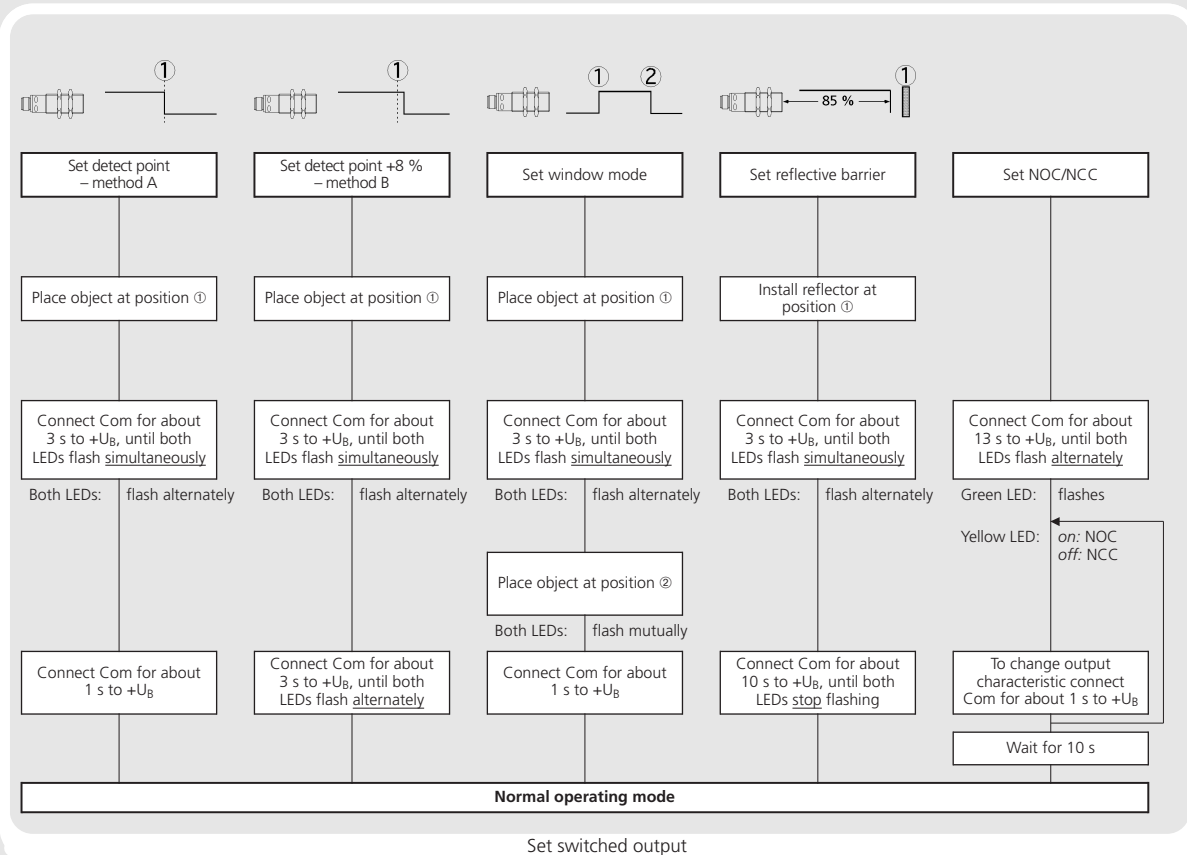 ①
①
①
②
85 %
①
Set detect point
– method A
Set detect point +8 %
– method B
Set window mode
Set reflective barrier
Set NOC/NCC
Place object at position ①
Place object at position ①
Place object at position ①
Install reflector at
position ①
Connect Com for about
3 s to +UB, until both
LEDs flash simultaneously
Connect Com for about
3 s to +UB, until both
LEDs flash simultaneously
Connect Com for about
3 s to +UB, until both
LEDs flash simultaneously
Connect Com for about
3 s to +UB, until both
LEDs flash simultaneously
Connect Com for about
13 s to +UB, until both
LEDs flash alternately
Both LEDs: flash alternately
Both LEDs: flash alternately
Both LEDs: flash alternately
Both LEDs: flash alternately
Green LED: flashes
Yellow LED: on: NOC
off: NCC
Place object at position ②
Both LEDs: flash mutually
Connect Com for about
1 s to +UB
Connect Com for about
3 s to +UB, until both
LEDs flash alternately
Connect Com for about
1 s to +UB
Connect Com for about
10 s to +UB, until both
LEDs stop flashing
To change output
characteristic connect
Com for about 1 s to +UB
Wait for 10 s
Normal operating mode
Set switched output